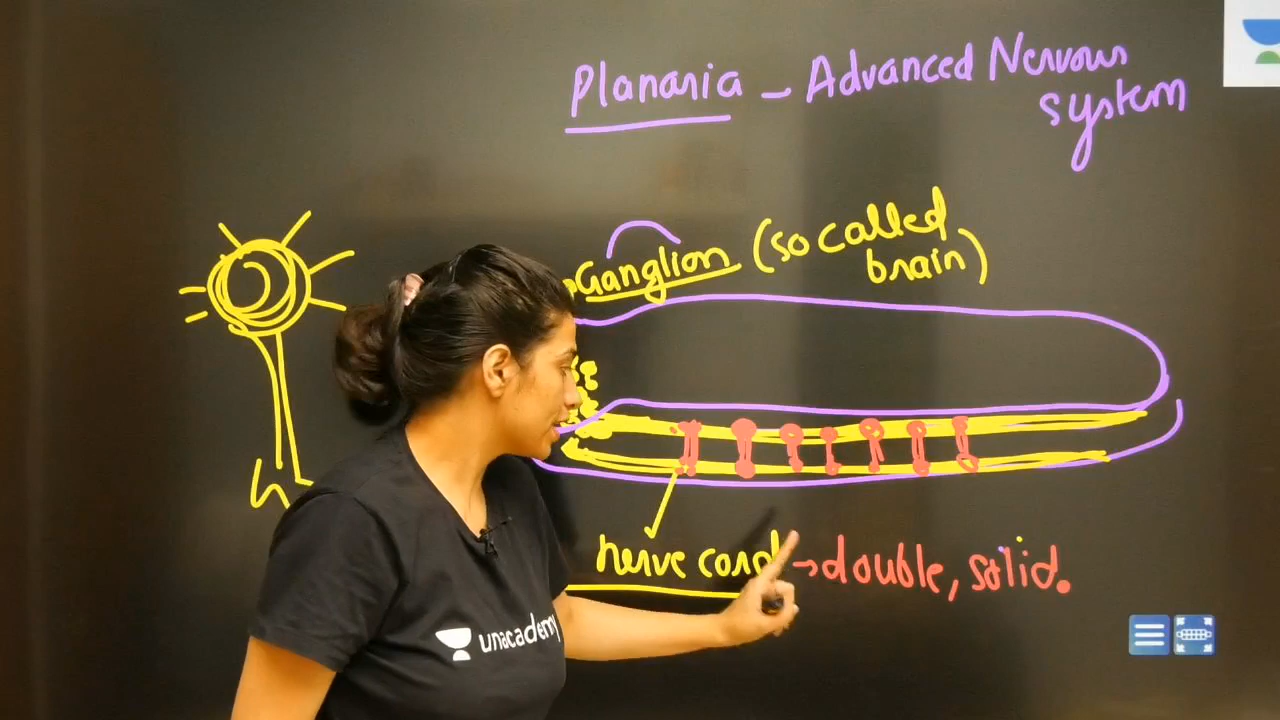 Planaria - Advanced Nervous
system
Ganglion (so called
brain)
nerve cord → double, solid.
unacademy